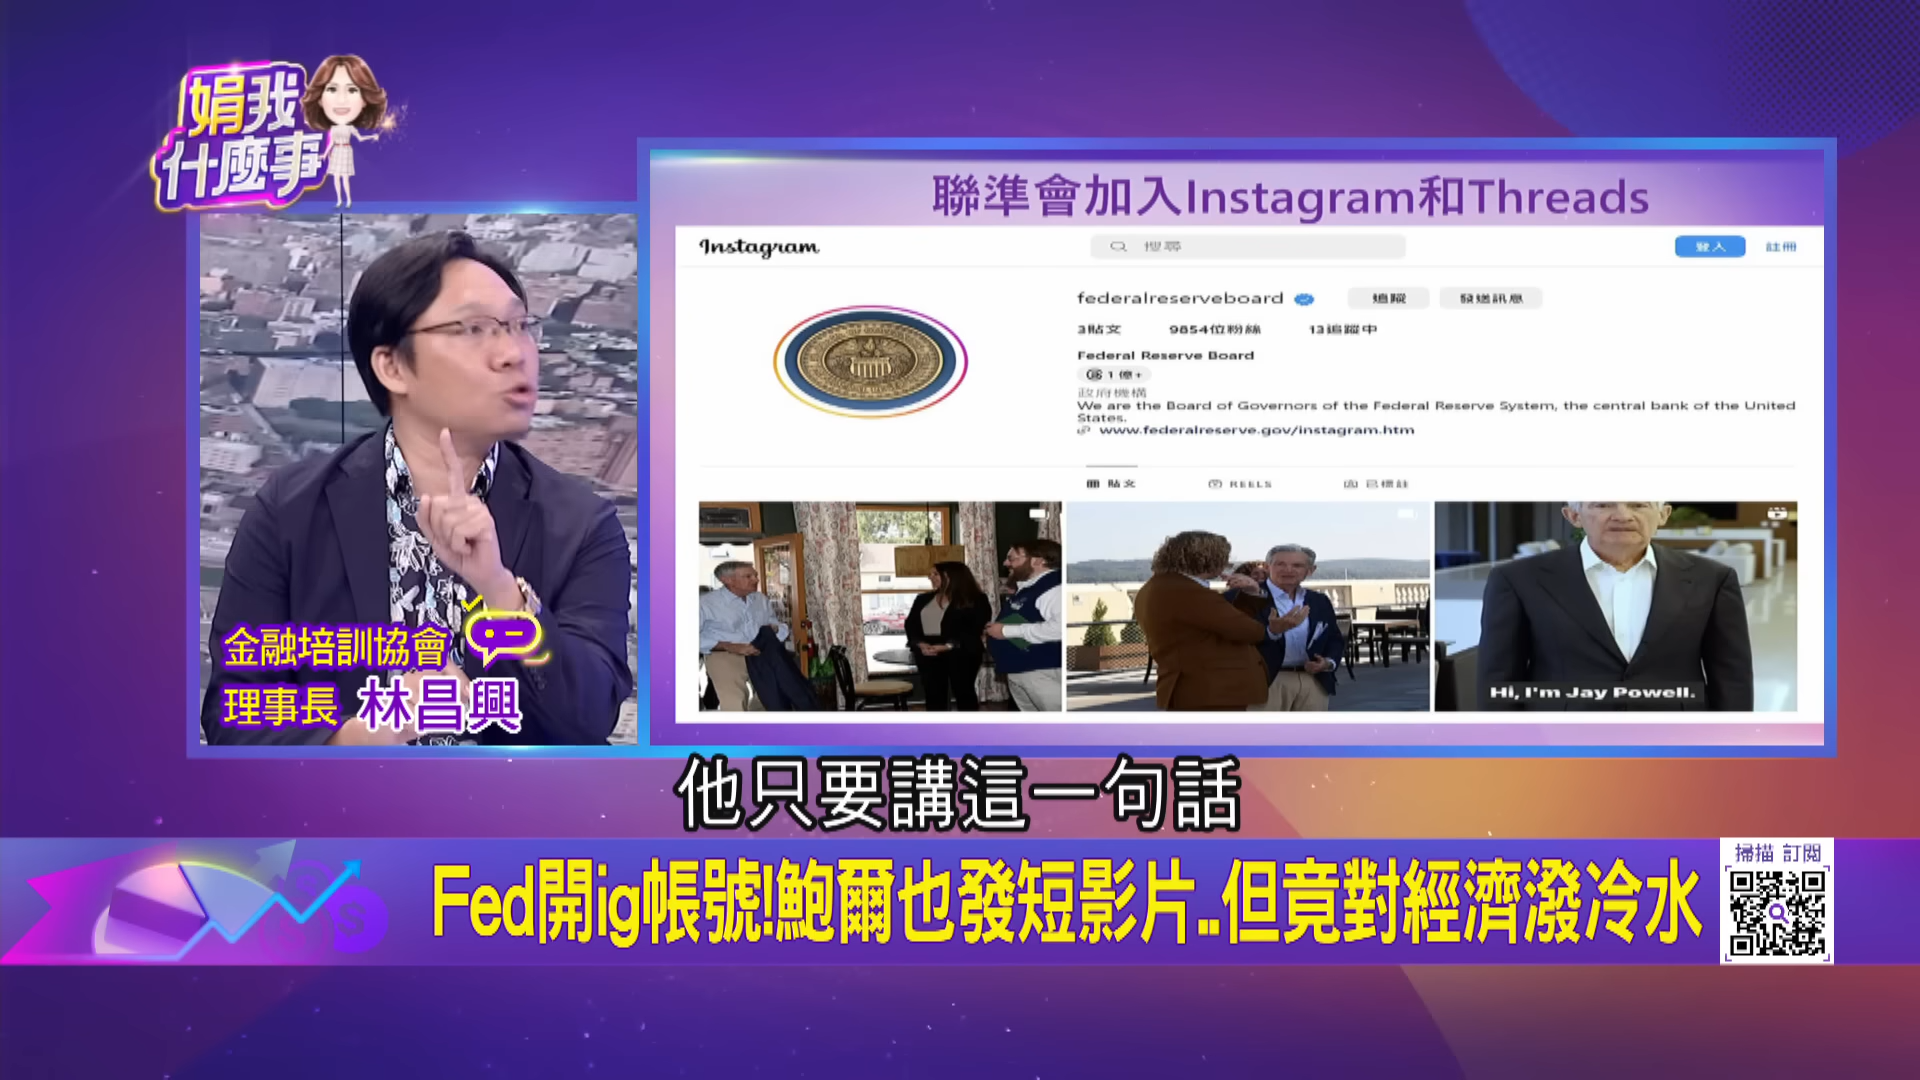 娟我
什麼事
聯準會加入Instagram和Threads
Instagram
搜尋
登入
註冊
federalreserveboard
追蹤
發送訊息
3貼文
9854位粉絲
13追蹤中
Federal Reserve Board
1 億+
政府機構
We are the Board of Governors of the Federal Reserve System, the central bank of the United
States.
www.federalreserve.gov/instagram.htm
貼文
REELS
已標註
Hi, I'm Jay Powell.
金融培訓協會
理事長 林昌興
他只要講這一句話
Fed開ig帳號!鮑爾也發短影片..但竟對經濟潑冷水
掃描 訂閱